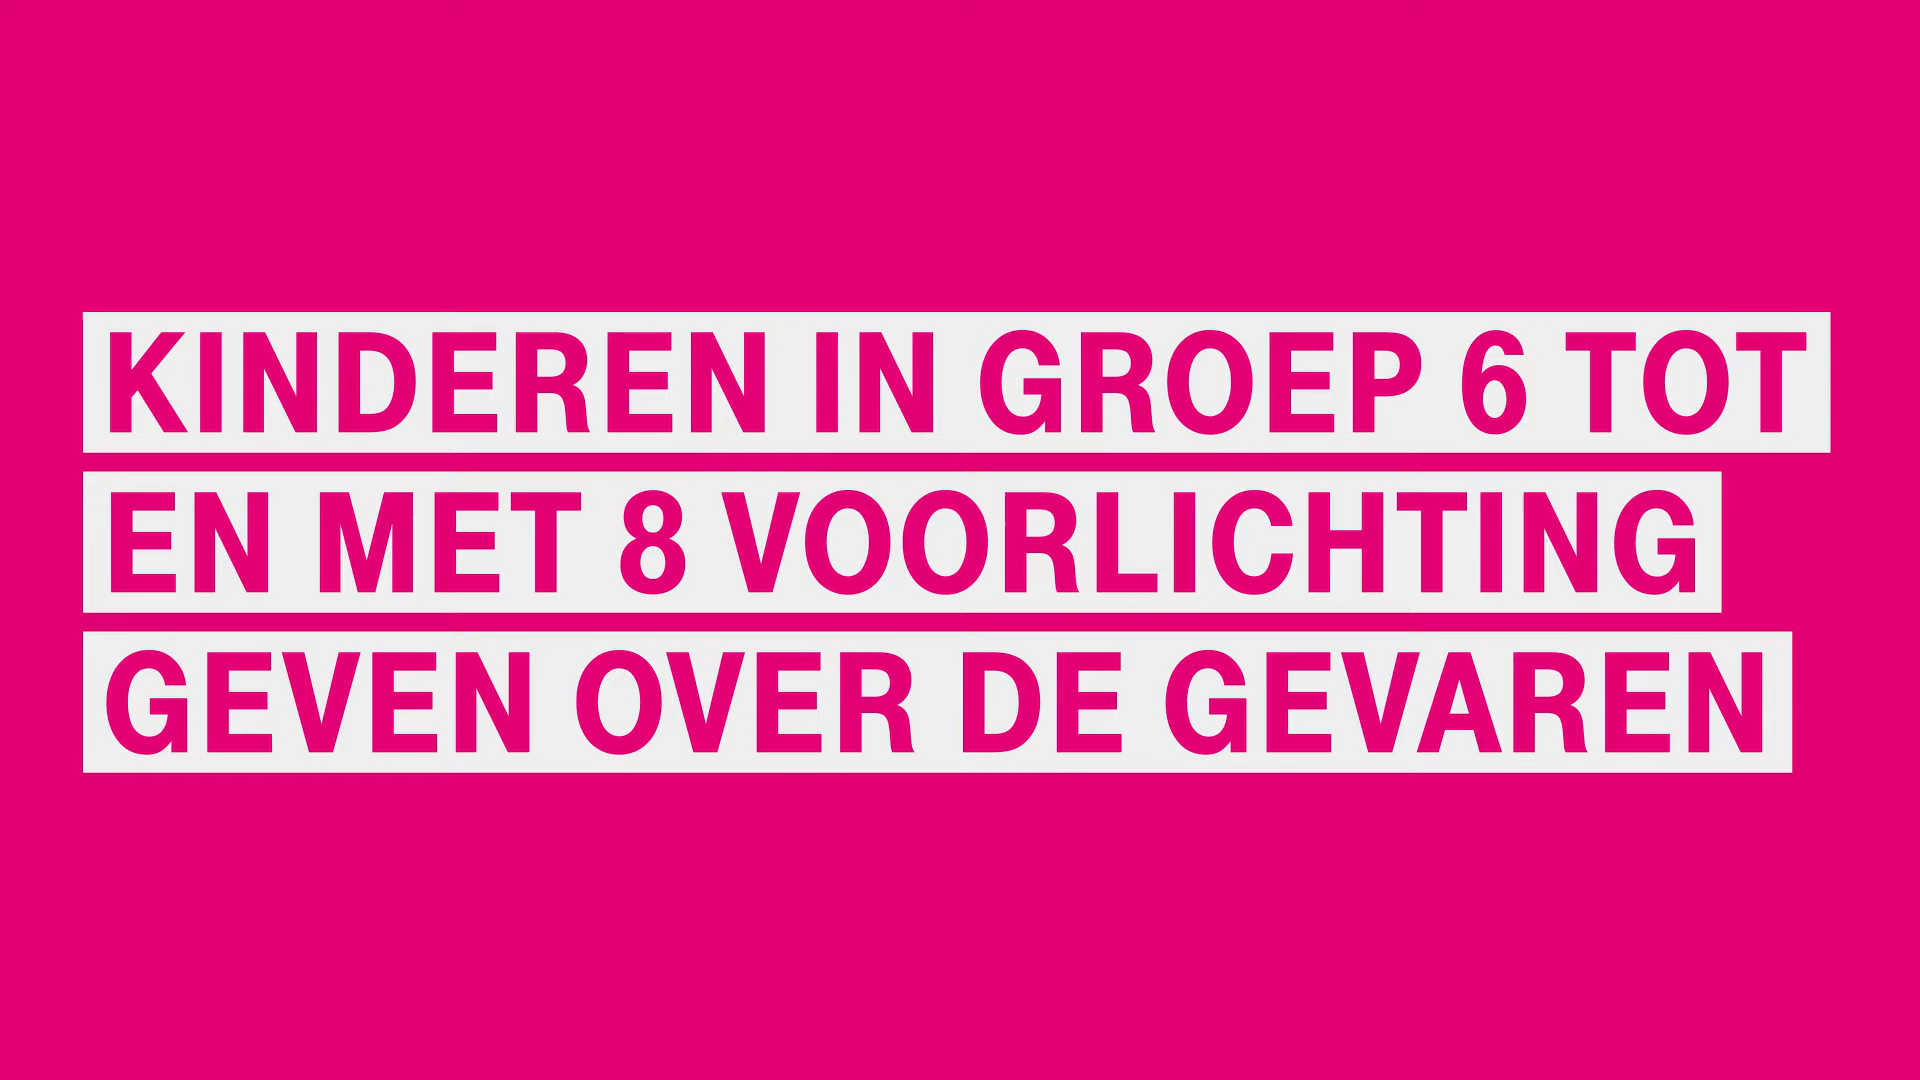 KINDEREN IN GROEP 6 TOT
EN MET 8 VOORLICHTING
GEVEN OVER DE GEVAREN